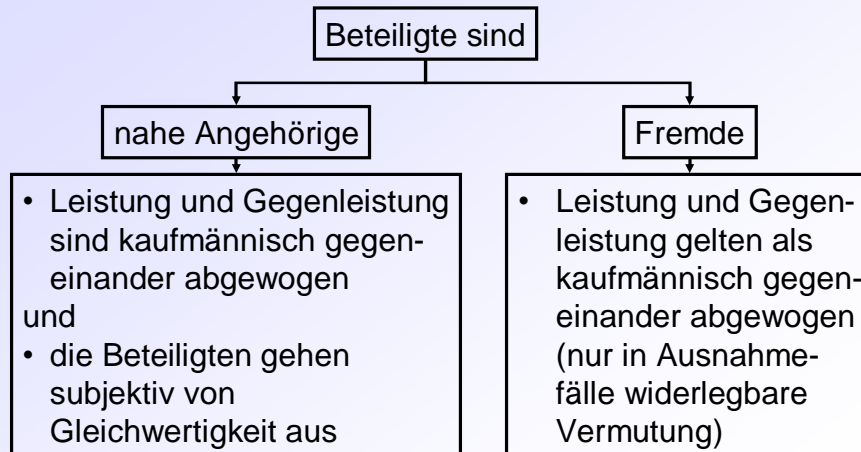 Beteiligte sind
nahe Angehörige
Fremde
• Leistung und Gegenleistung
sind kaufmännisch gegen-
einander abgewogen
und
• die Beteiligten gehen
subjektiv von
Gleichwertigkeit aus
• Leistung und Gegen-
leistung gelten als
kaufmännisch gegen-
einander abgewogen
(nur in Ausnahme-
fälle widerlegbare
Vermutung)